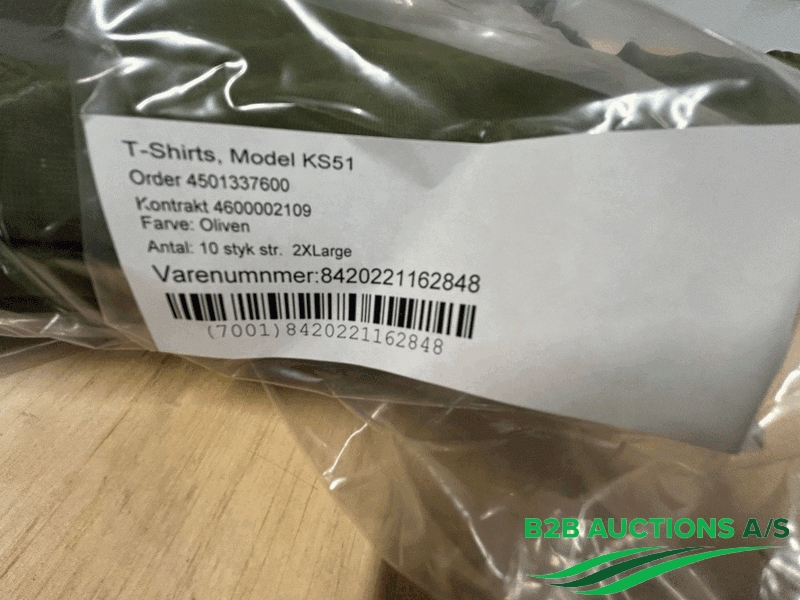 T-Shirts, Model KS51
Order 4501337600
Kontrakt 4600002109
Farve: Oliven
Antal: 10 styk str. 2XLarge
Varenumnmer:8420221162848
(7001)8420221162848
B2B AUCTIONS A/S